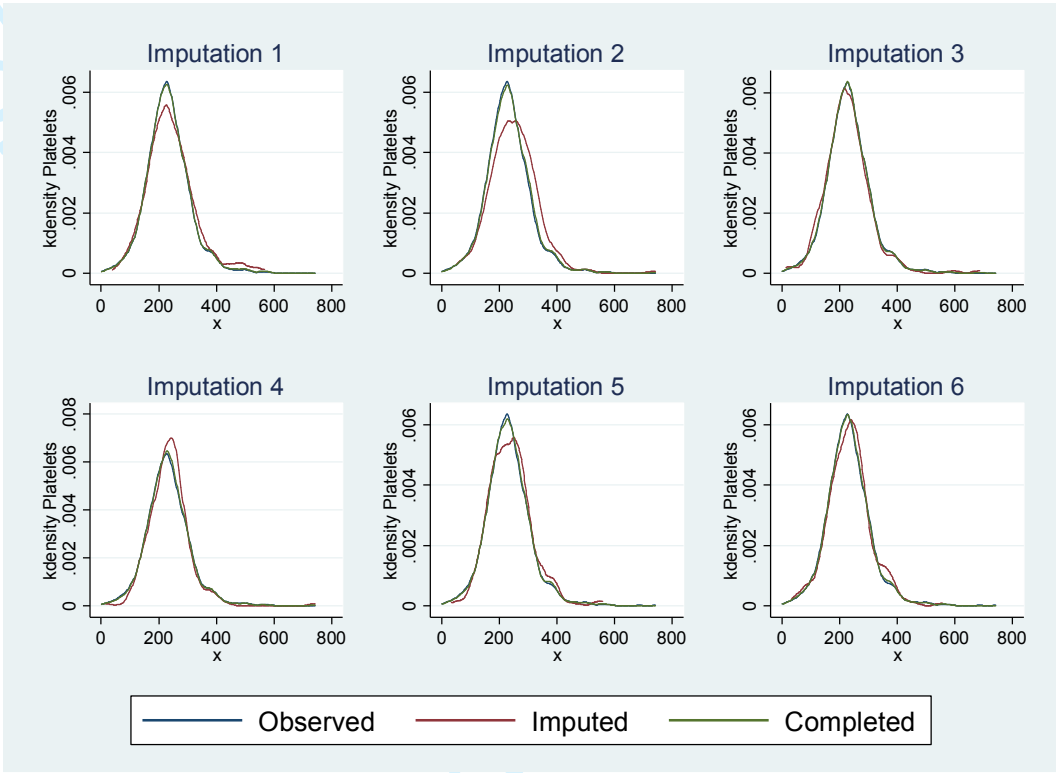 Imputation 1
kdensity Platelets
0 .002 .004 .006
0 200 400 600 800
x
Imputation 2
kdensity Platelets
0 .002 .004 .006
0 200 400 600 800
x
Imputation 3
kdensity Platelets
0 .002 .004 .006
0 200 400 600 800
x
Imputation 4
kdensity Platelets
0 .002 .004 .006 .008
0 200 400 600 800
x
Imputation 5
kdensity Platelets
0 .002 .004 .006
0 200 400 600 800
x
Imputation 6
kdensity Platelets
0 .002 .004 .006
0 200 400 600 800
x
Observed Imputed Completed